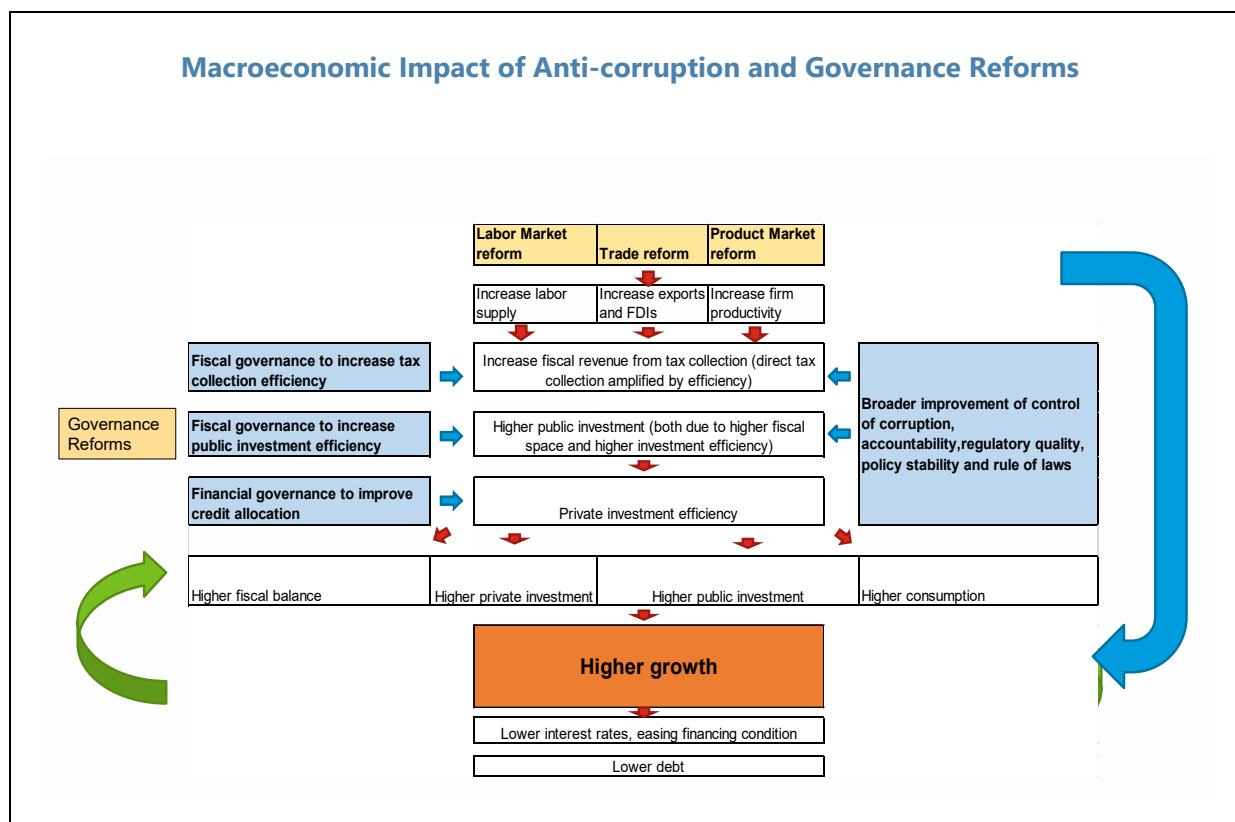 Macroeconomic Impact of Anti-corruption and Governance Reforms
Labor Market
reform
Trade reform
Product Market
reform
Increase labor
supply
Increase exports
and FDIs
Increase firm
productivity
Fiscal governance to increase tax
collection efficiency
Increase fiscal revenue from tax collection (direct tax
collection amplified by efficiency)
Broader improvement of control
of corruption,
accountability,regulatory quality,
policy stability and rule of laws
Governance
Reforms
Fiscal governance to increase
public investment efficiency
Higher public investment (both due to higher fiscal
space and higher investment efficiency)
Financial governance to improve
credit allocation
Private investment efficiency
Higher fiscal balance
Higher private investment
Higher public investment
Higher consumption
Higher growth
Lower interest rates, easing financing condition
Lower debt